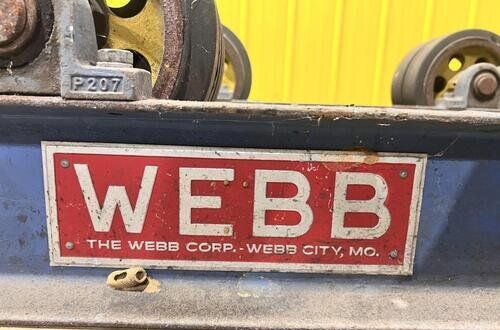 P207
WEBB
THE WEBB CORP.-WEBB CITY, MO.